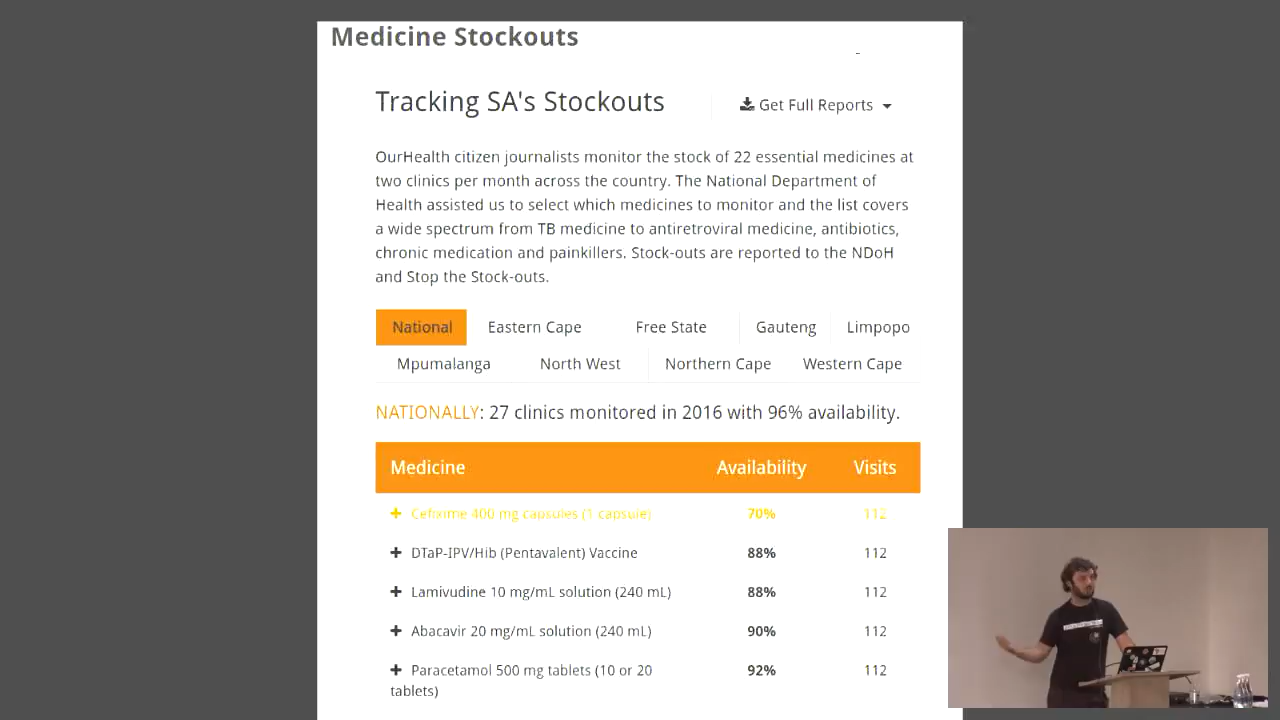 Medicine Stockouts
Tracking SA's Stockouts
Get Full Reports
OurHealth citizen journalists monitor the stock of 22 essential medicines at
two clinics per month across the country. The National Department of
Health assisted us to select which medicines to monitor and the list covers
a wide spectrum from TB medicine to antiretroviral medicine, antibiotics,
chronic medication and painkillers. Stock-outs are reported to the NDoH
and Stop the Stock-outs.
National Eastern Cape Free State Gauteng Limpopo
Mpumalanga North West Northern Cape Western Cape
NATIONALLY: 27 clinics monitored in 2016 with 96% availability.
Medicine Availability Visits
+ Cefixime 400 mg capsules (1 capsule) 70% 112
+ DTaP-IPV/Hib (Pentavalent) Vaccine 88% 112
+ Lamivudine 10 mg/mL solution (240 mL) 88% 112
+ Abacavir 20 mg/mL solution (240 mL) 90% 112
+ Paracetamol 500 mg tablets (10 or 20 92% 112
tablets)